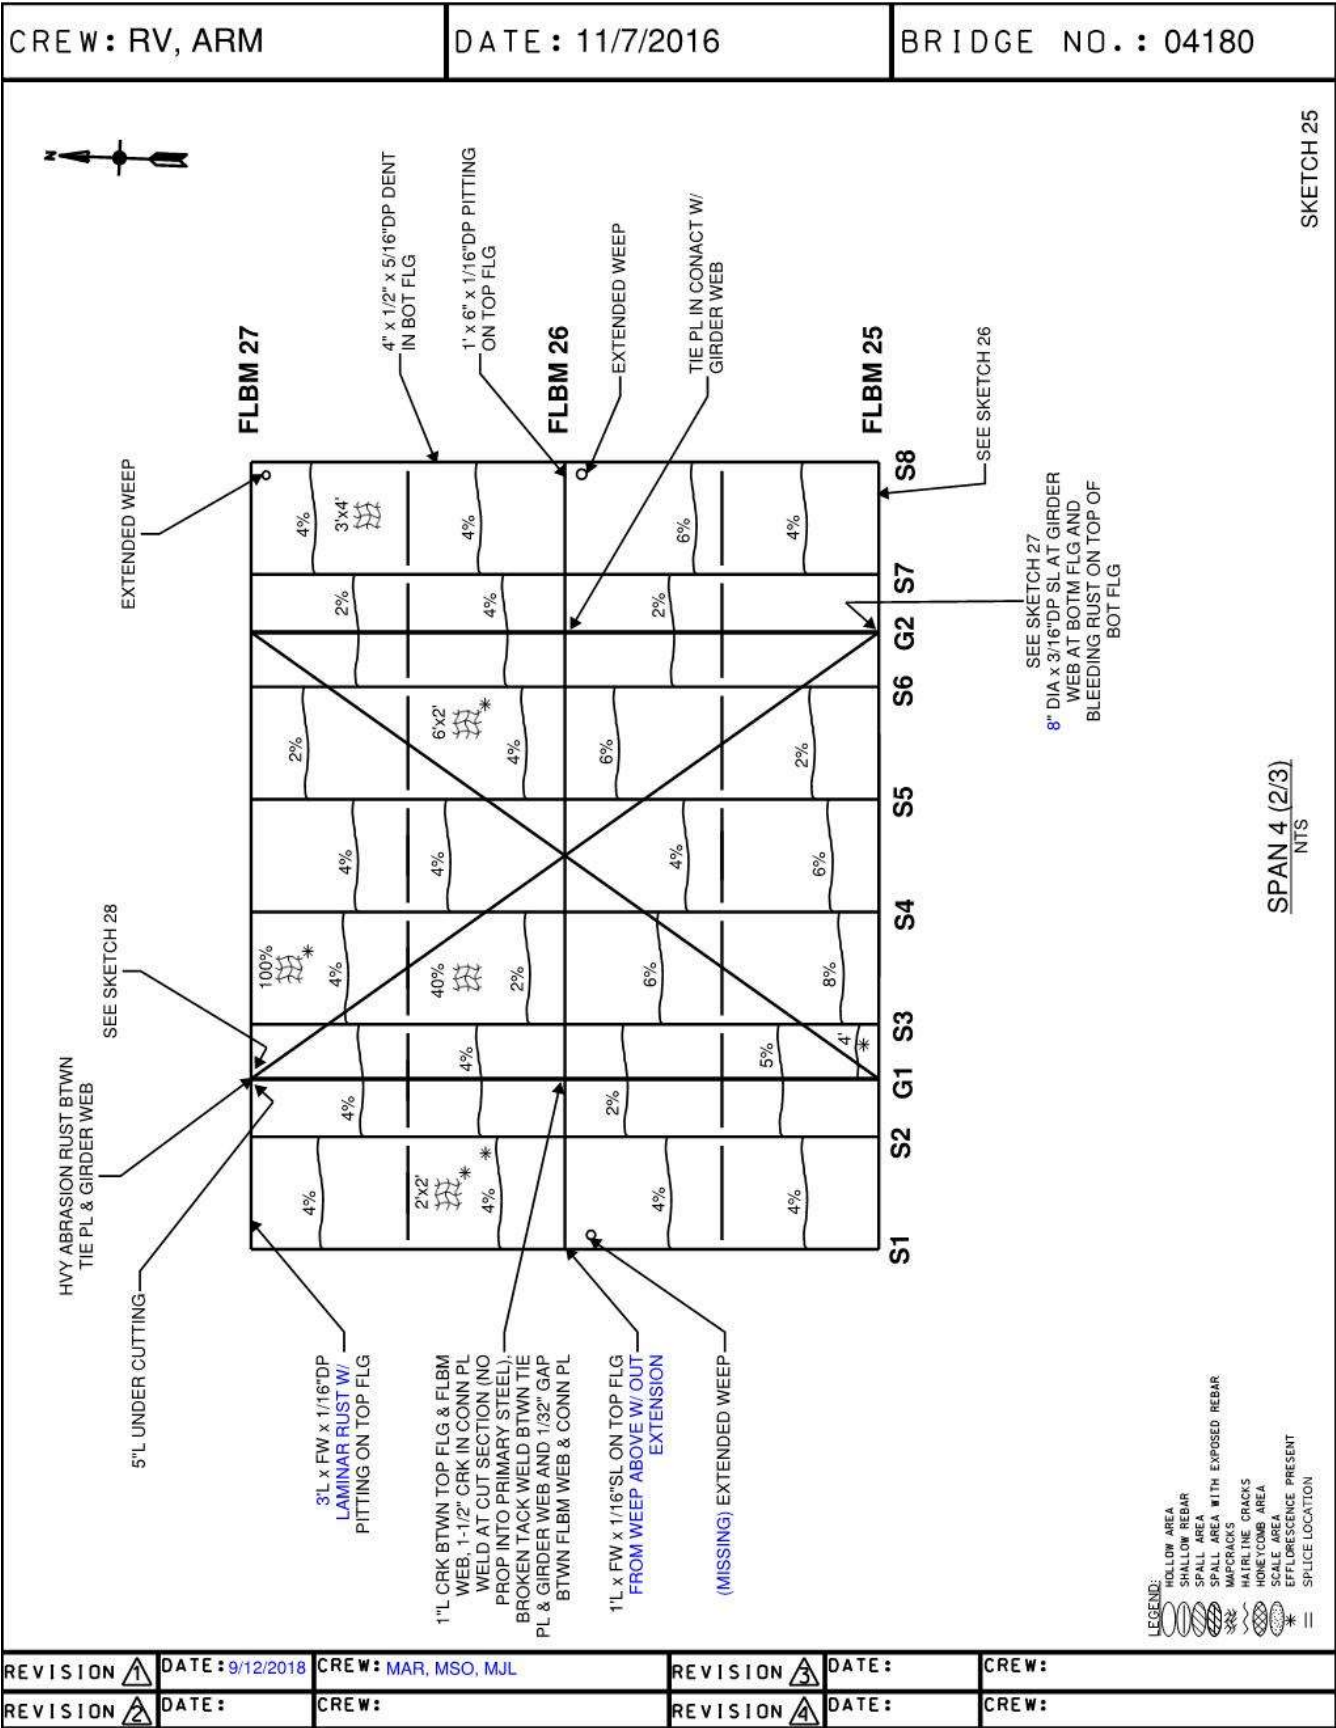 CREW: RV, ARM
DATE: 11/7/2016
BRIDGE NO.: 04180
N
SKETCH 25
HVY ABRASION RUST BTWN
TIE PL & GIRDER WEB
SEE SKETCH 28
5"L UNDER CUTTING
EXTENDED WEEP
FLBM 27
4" x 1/2" x 5/16"DP DENT
IN BOT FLG
1' x 6" x 1/16"DP PITTING
ON TOP FLG
FLBM 26
EXTENDED WEEP
TIE PL IN CONACT W/
GIRDER WEB
FLBM 25
SEE SKETCH 26
3'L x FW x 1/16"DP
LAMINAR RUST W/
PITTING ON TOP FLG
1"L CRK BTWN TOP FLG & FLBM
WEB, 1-1/2" CRK IN CONN PL
WELD AT CUT SECTION (NO
PROP INTO PRIMARY STEEL),
BROKEN TACK WELD BTWN TIE
PL & GIRDER WEB AND 1/32" GAP
BTWN FLBM WEB & CONN PL
1'L x FW x 1/16"SL ON TOP FLG
FROM WEEP ABOVE W/ OUT
EXTENSION
(MISSING) EXTENDED WEEP
4%
2'x2'
4%
4%
4%
4%
2%
4%
5%
4'
100%
4%
40%
2%
6%
8%
4%
4%
4%
6%
2%
6'x2'
4%
6%
2%
2%
4%
2%
4%
3'x4'
4%
6%
4%
S1
S2
G1
S3
S4
S5
S6
G2
S7
S8
SEE SKETCH 27
8" DIA x 3/16"DP SL AT GIRDER
WEB AT BOTM FLG AND
BLEEDING RUST ON TOP OF
BOT FLG
SPAN 4 (2/3)
NTS
LEGEND:
HOLLOW AREA
SHALLOW REBAR
SPALL AREA
SPALL AREA WITH EXPOSED REBAR
MAPCRACKS
HAIRLINE CRACKS
HONEYCOMB AREA
SCALE AREA
EFFLORESCENCE PRESENT
SPLICE LOCATION
REVISION 1 DATE: 9/12/2018 CREW: MAR, MSO, MJL
REVISION 3 DATE: CREW:
REVISION 2 DATE: CREW:
REVISION 4 DATE: CREW: